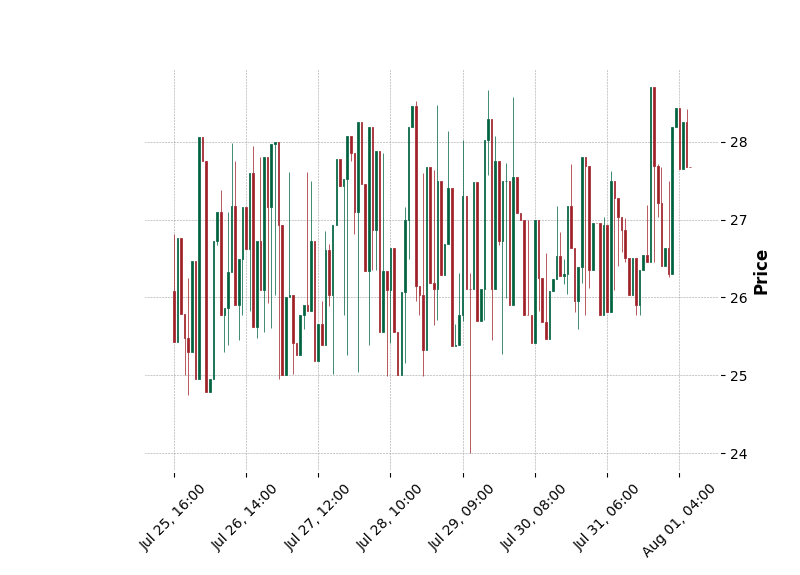 28
27
26
25
24
Price
Jul 25, 16:00
Jul 26, 14:00
Jul 27, 12:00
Jul 28, 10:00
Jul 29, 09:00
Jul 30, 08:00
Jul 31, 06:00
Aug 01, 04:00